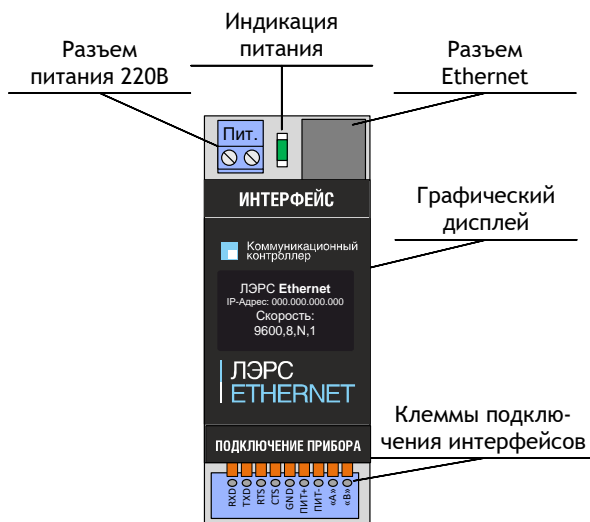 Индикация
питания
Разъем
питания 220В
Разъем
Ethernet
Пит.
ИНТЕРФЕЙС
Графический
дисплей
Коммуникационный
контроллер
ЛЭРС Ethernet
IP-Адрес: 000.000.000.000
Скорость:
9600,8,N,1
ЛЭРС
ETHERNET
Клеммы подклю-
чения интерфейсов
ПОДКЛЮЧЕНИЕ ПРИБОРА
RXD
TXD
RTS
CTS
GND
ПИТ+
ПИТ-
«А»
«В»